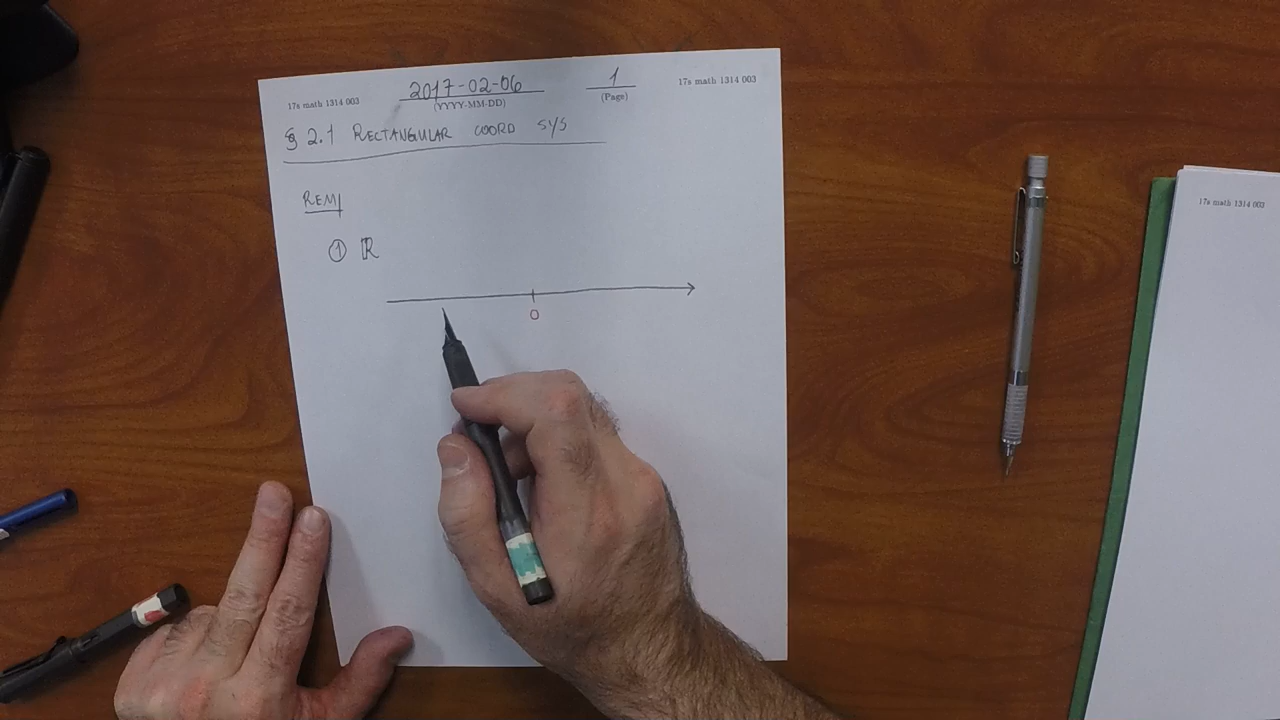 17s math 1314 003 2017-02-06 1 17s math 1314 003
(YYYY-MM-DD) (Page)
§ 2.1 RECTANGULAR COORD SYS
REM
① ℝ
0
17s math 1314 003